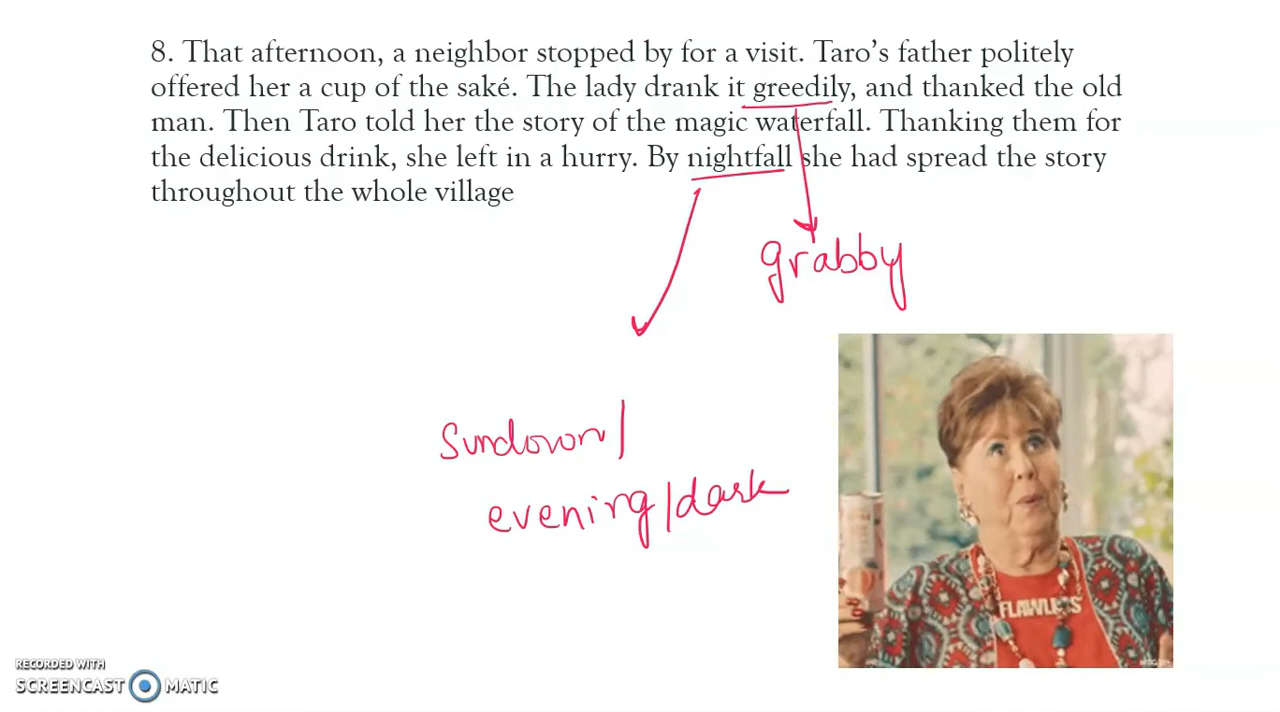 8. That afternoon, a neighbor stopped by for a visit. Taro’s father politely
offered her a cup of the saké. The lady drank it greedily, and thanked the old
man. Then Taro told her the story of the magic waterfall. Thanking them for
the delicious drink, she left in a hurry. By nightfall she had spread the story
throughout the whole village
grabby
Sundown/
evening/dark
FLAWLESS
RECORDED WITH
SCREENCAST MATIC